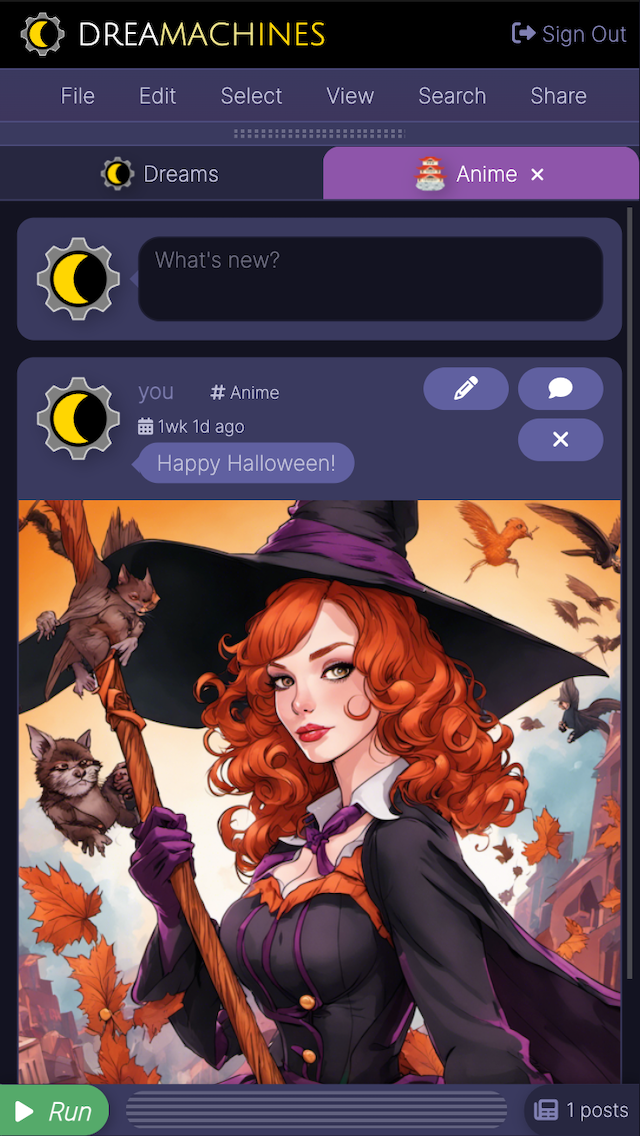 DREAMACHINES
Sign Out
File Edit Select View Search Share
Dreams
Anime ×
What's new?
you # Anime
1wk 1d ago
Happy Halloween!
Run
1 posts